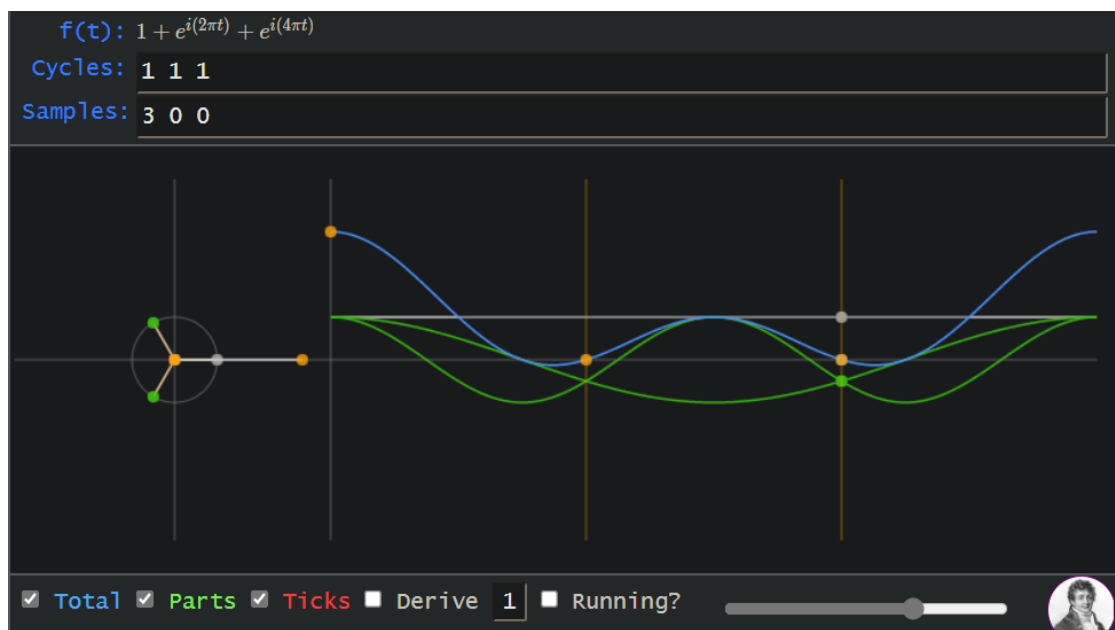 f(t): 1 + e^{i(2πt)} + e^{i(4πt)}
Cycles: 1 1 1
Samples: 3 0 0
Total Parts Ticks Derive 1 Running?